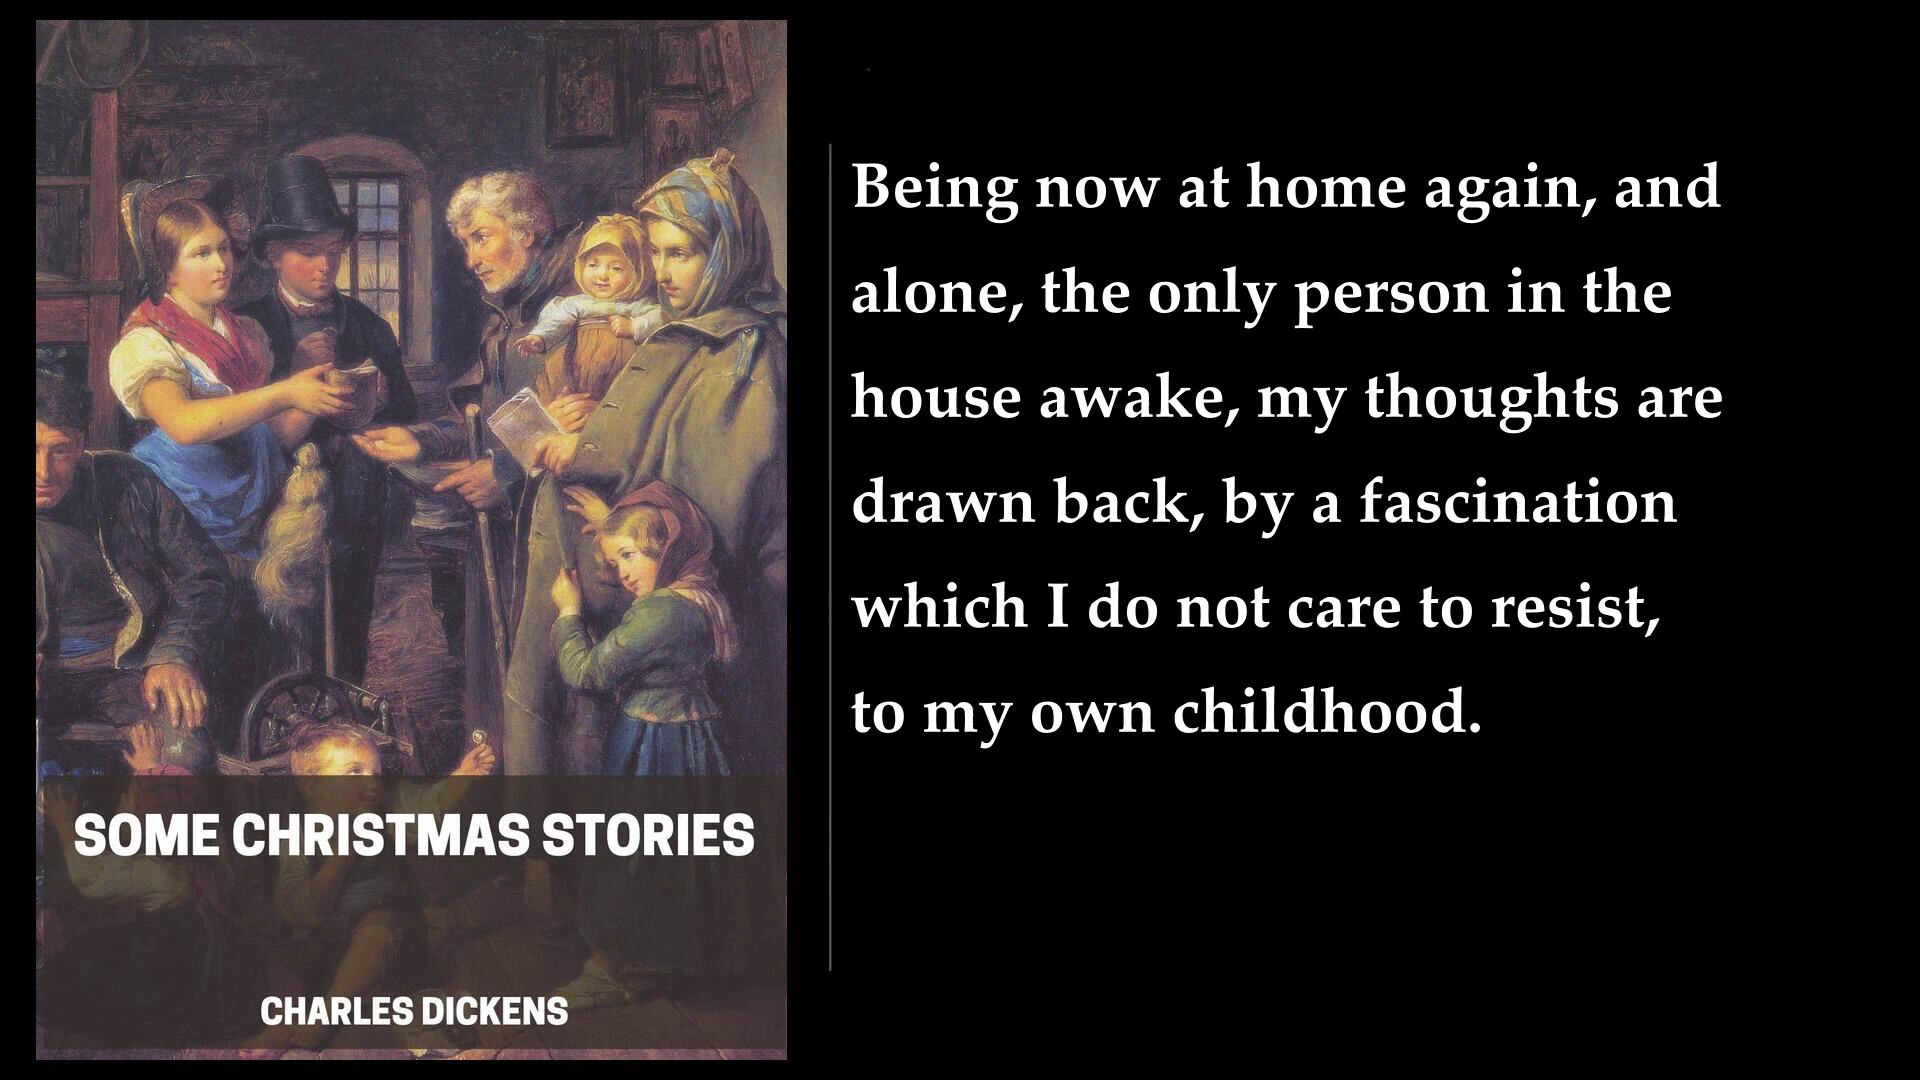 SOME CHRISTMAS STORIES
CHARLES DICKENS
Being now at home again, and
alone, the only person in the
house awake, my thoughts are
drawn back, by a fascination
which I do not care to resist,
to my own childhood.